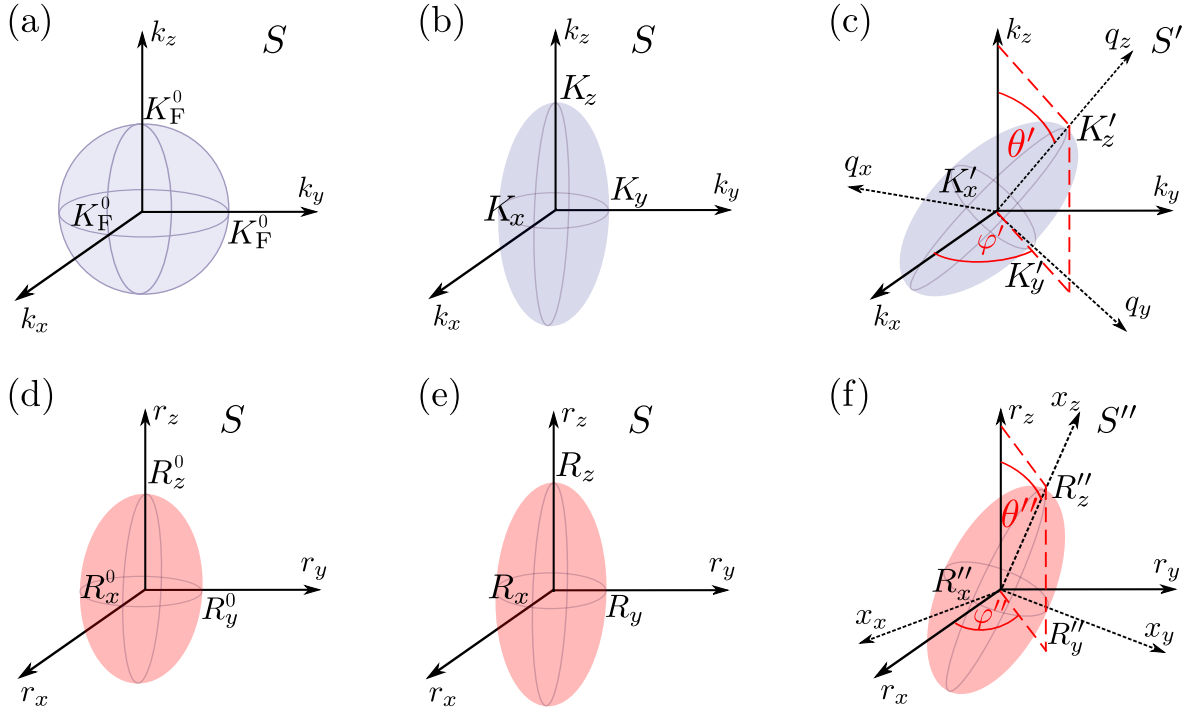 (a)
k_z
S
K_F^0
k_y
K_F^0
K_F^0
k_x
(b)
k_z
S
K_z
k_y
K_y
K_x
k_x
(c)
k_z
q_z
S′
K′_z
θ′
q_x
K′_x
k_y
φ′
K′_y
k_x
q_y
(d)
r_z
S
R_z^0
r_y
R_x^0
R_y^0
r_x
(e)
r_z
S
R_z
r_y
R_x
R_y
r_x
(f)
r_z
x_z
S″
R″_z
θ″
r_y
R″_x
φ″
x_x
R″_y
x_y
r_x